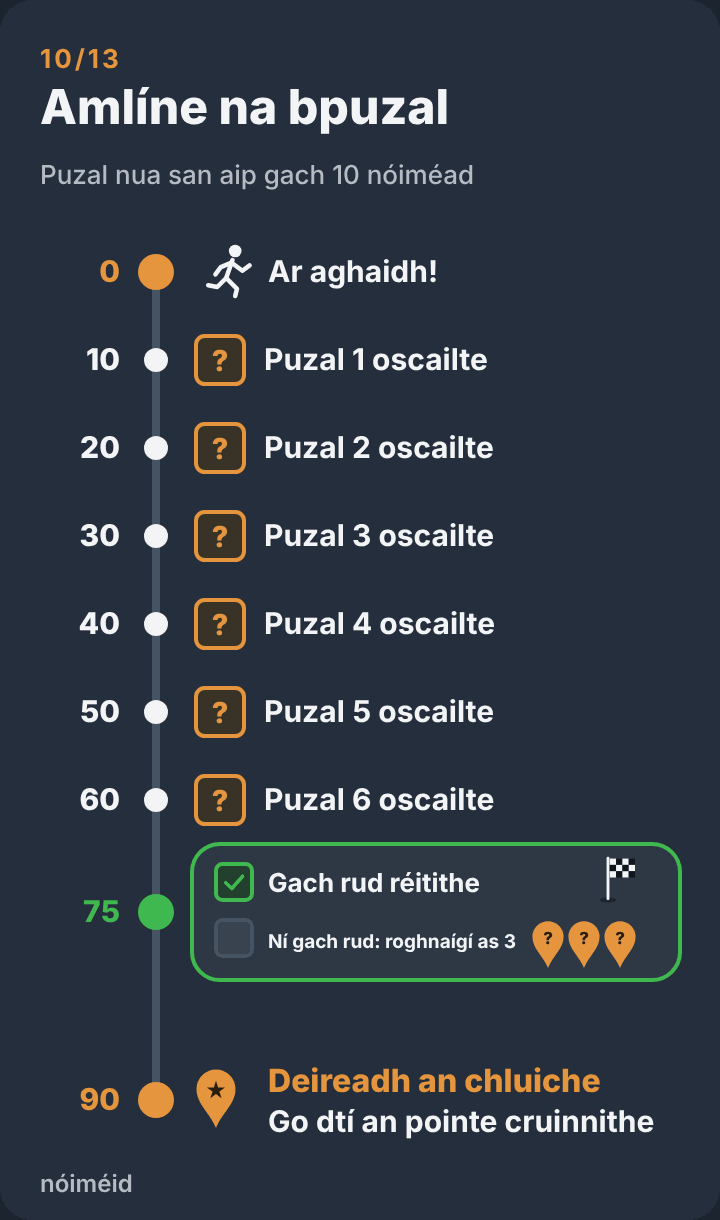 10/13
Amlíne na bpuzal
Puzal nua san aip gach 10 nóiméad
0 Ar aghaidh!
10 ? Puzal 1 oscailte
20 ? Puzal 2 oscailte
30 ? Puzal 3 oscailte
40 ? Puzal 4 oscailte
50 ? Puzal 5 oscailte
60 ? Puzal 6 oscailte
Gach rud réitithe
75
Ní gach rud: roghnaígí as 3 ? ? ?
Deireadh an chluiche
90
Go dtí an pointe cruinnithe
nóiméid